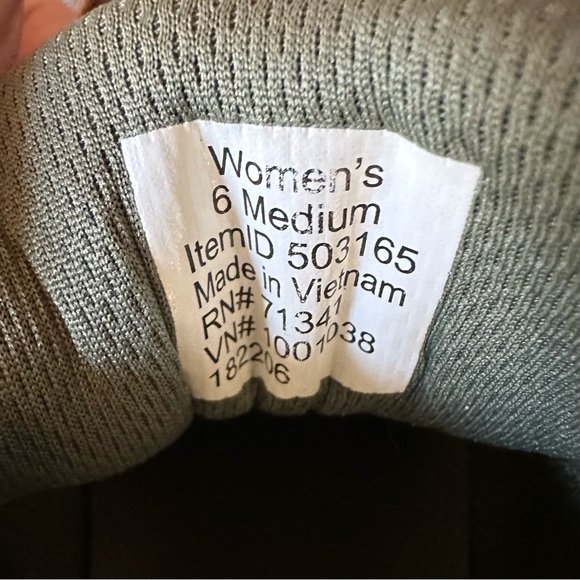 Women's
6 Medium
ItemID 503165
Made in Vietnam
RN# 71341
VN# 1001038
182206